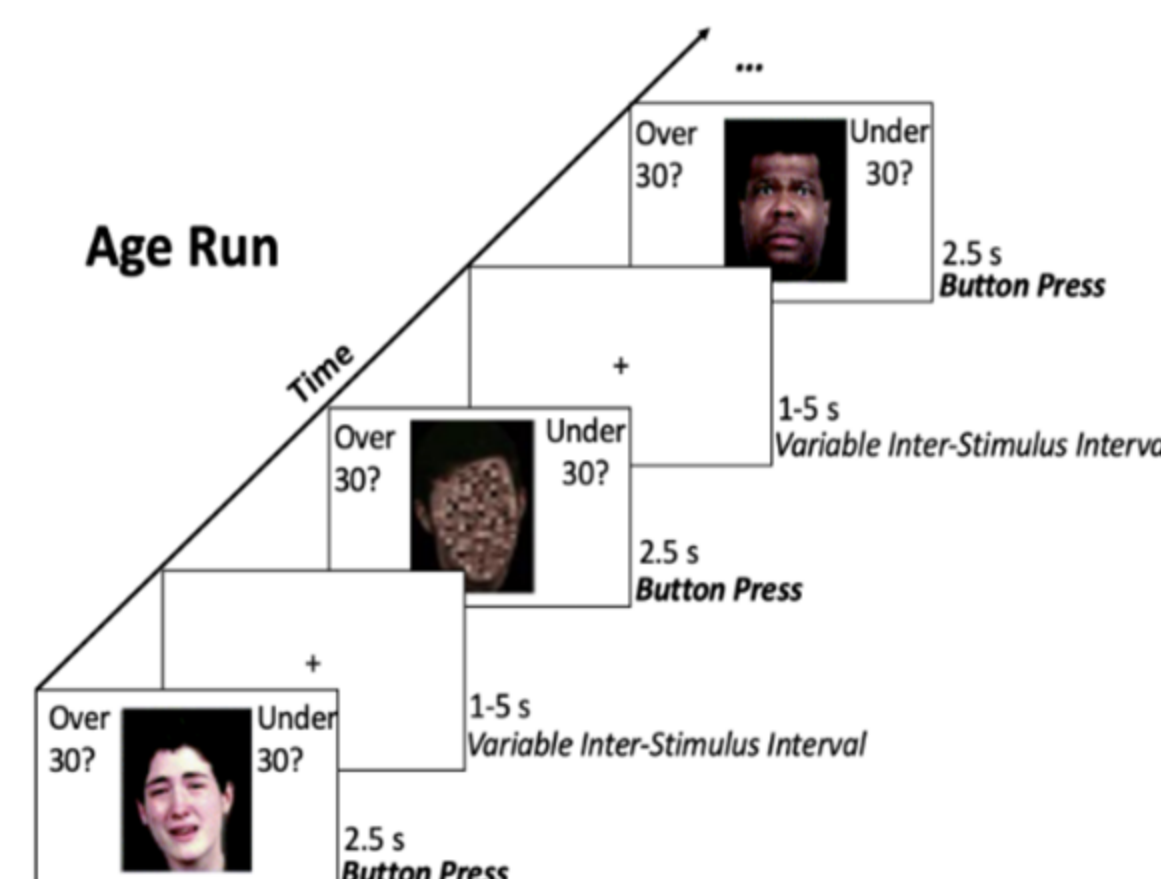 ...
Over
30?
Under
30?
Age Run
2.5 s
Button Press
Time
+
1-5 s
Variable Inter-Stimulus Interva
Over
30?
Under
30?
2.5 s
Button Press
+
1-5 s
Variable Inter-Stimulus Interval
Over
30?
Under
30?
2.5 s
Button Press